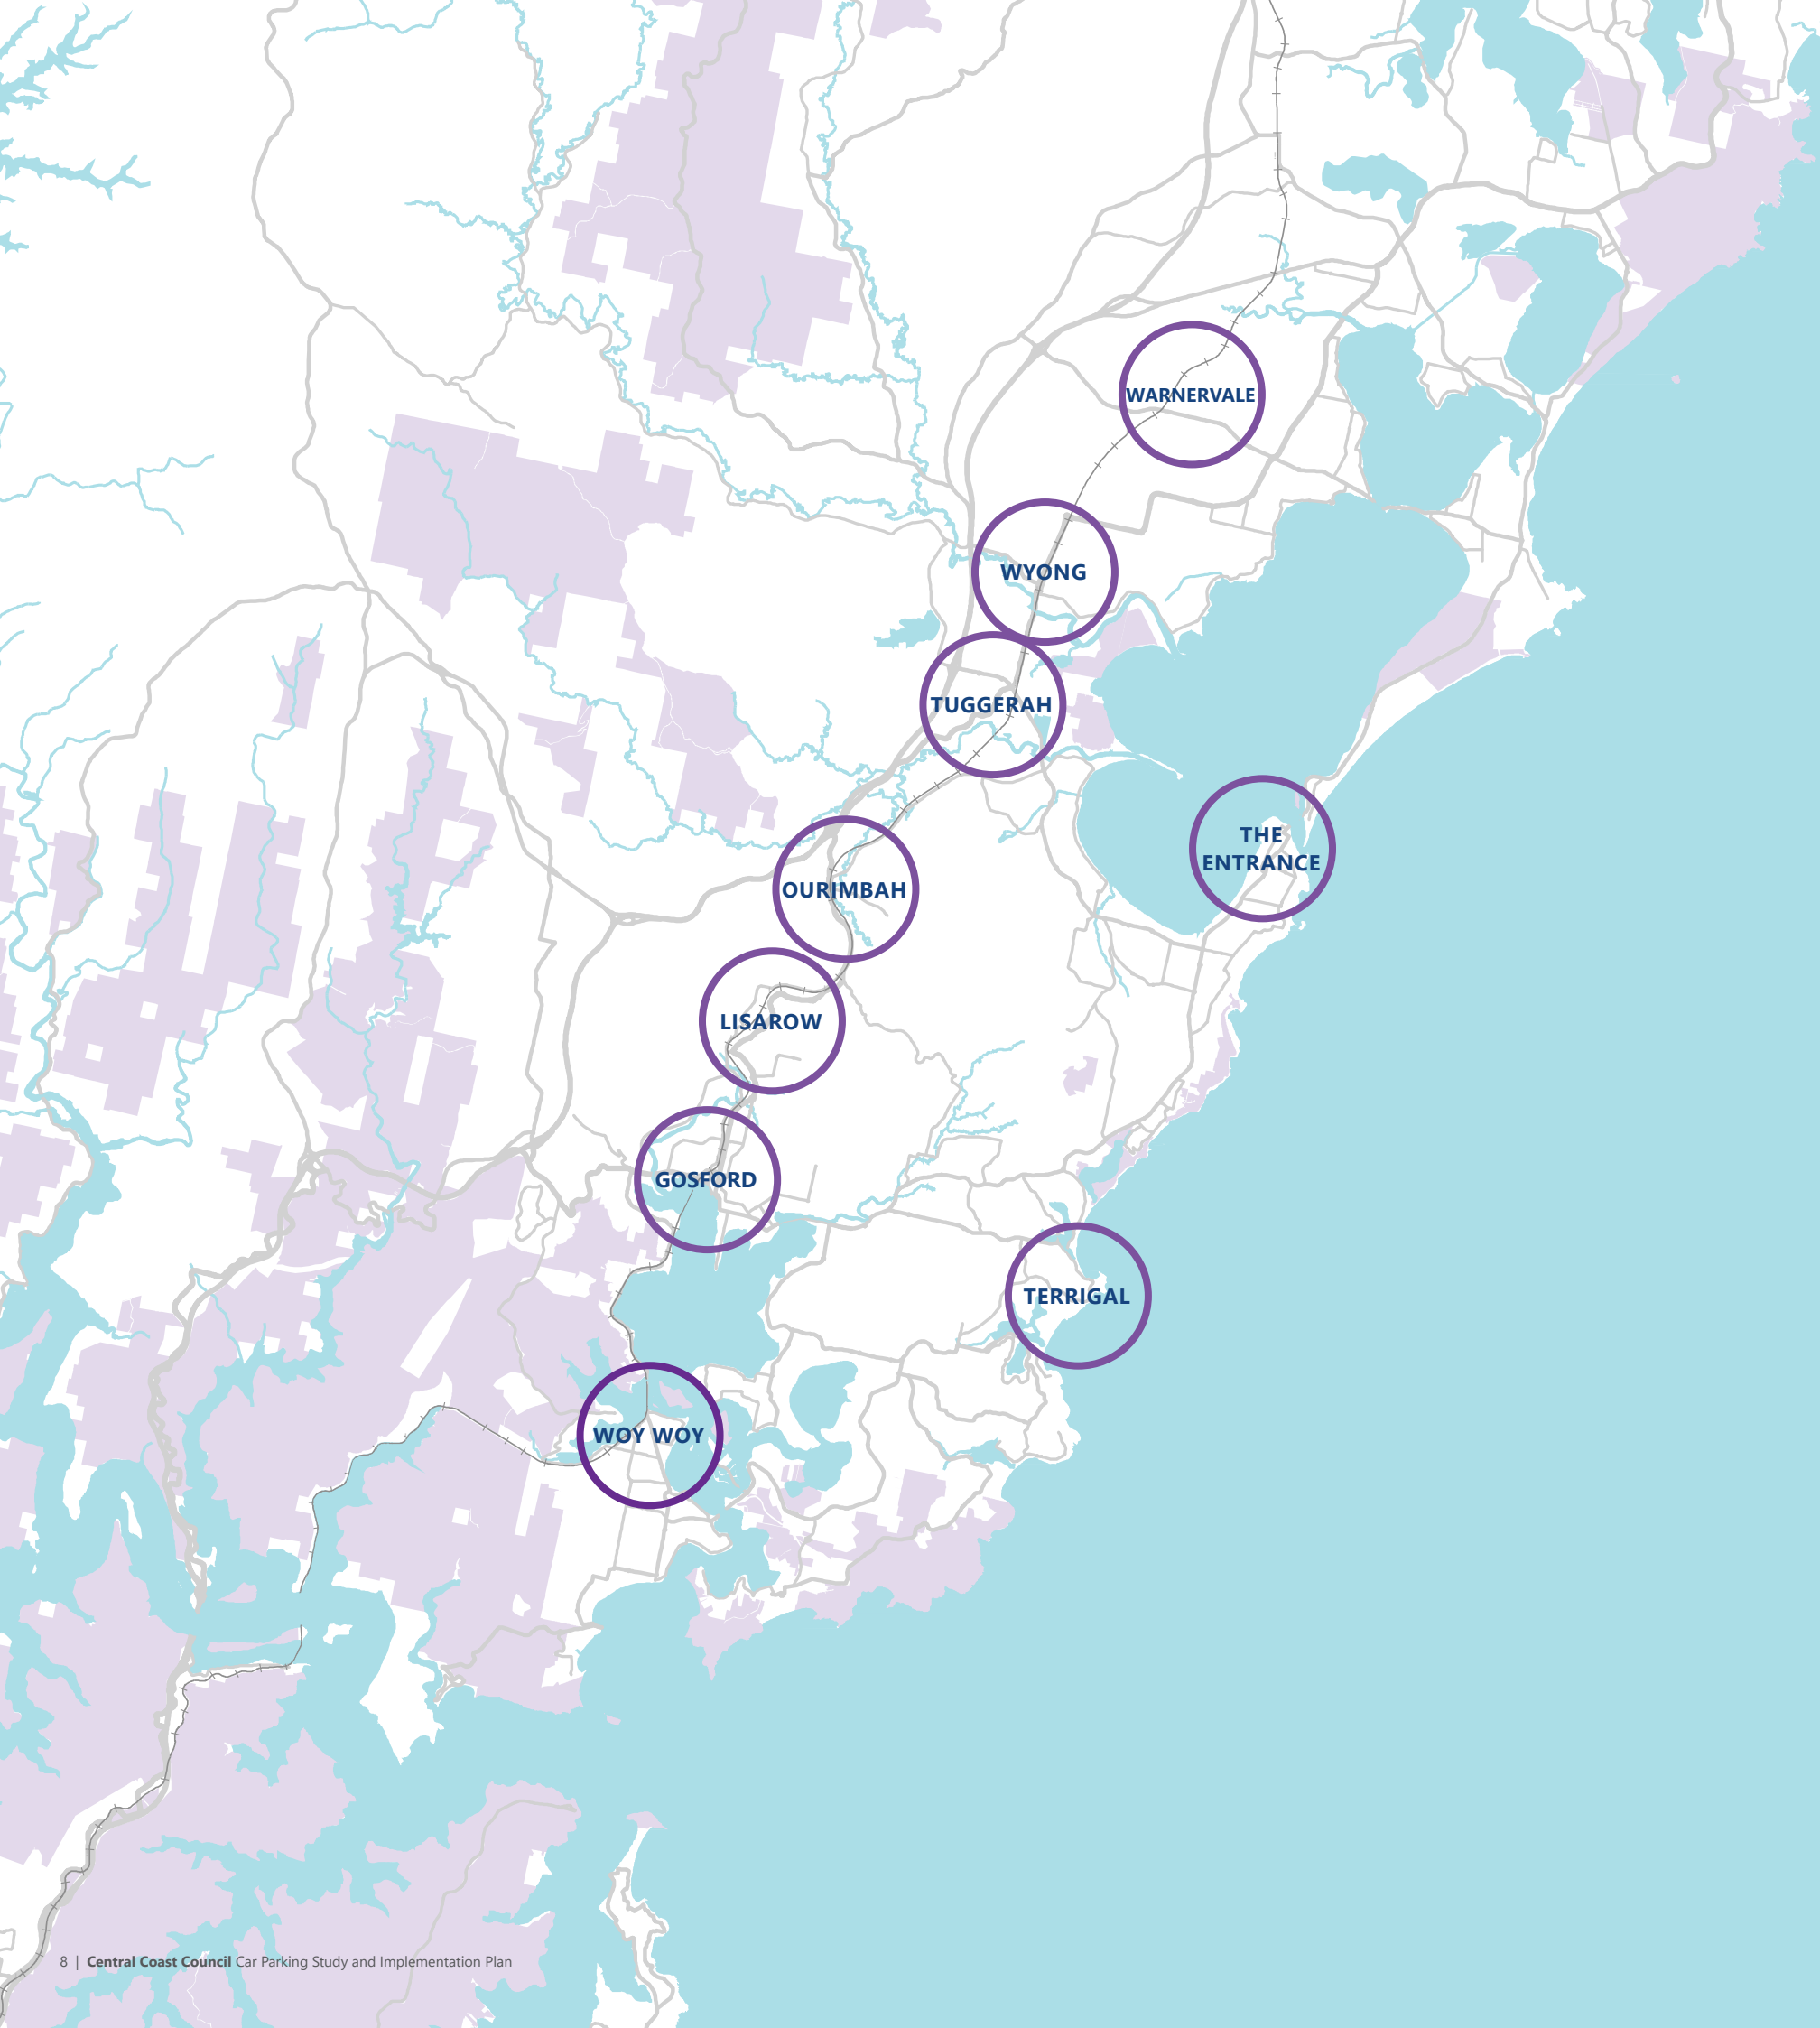 WARNERVALE
WYONG
TUGGERAH
THE
ENTRANCE
OURIMBAH
LISAROW
GOSFORD
TERRIGAL
WOY WOY
8 | Central Coast Council Car Parking Study and Implementation Plan